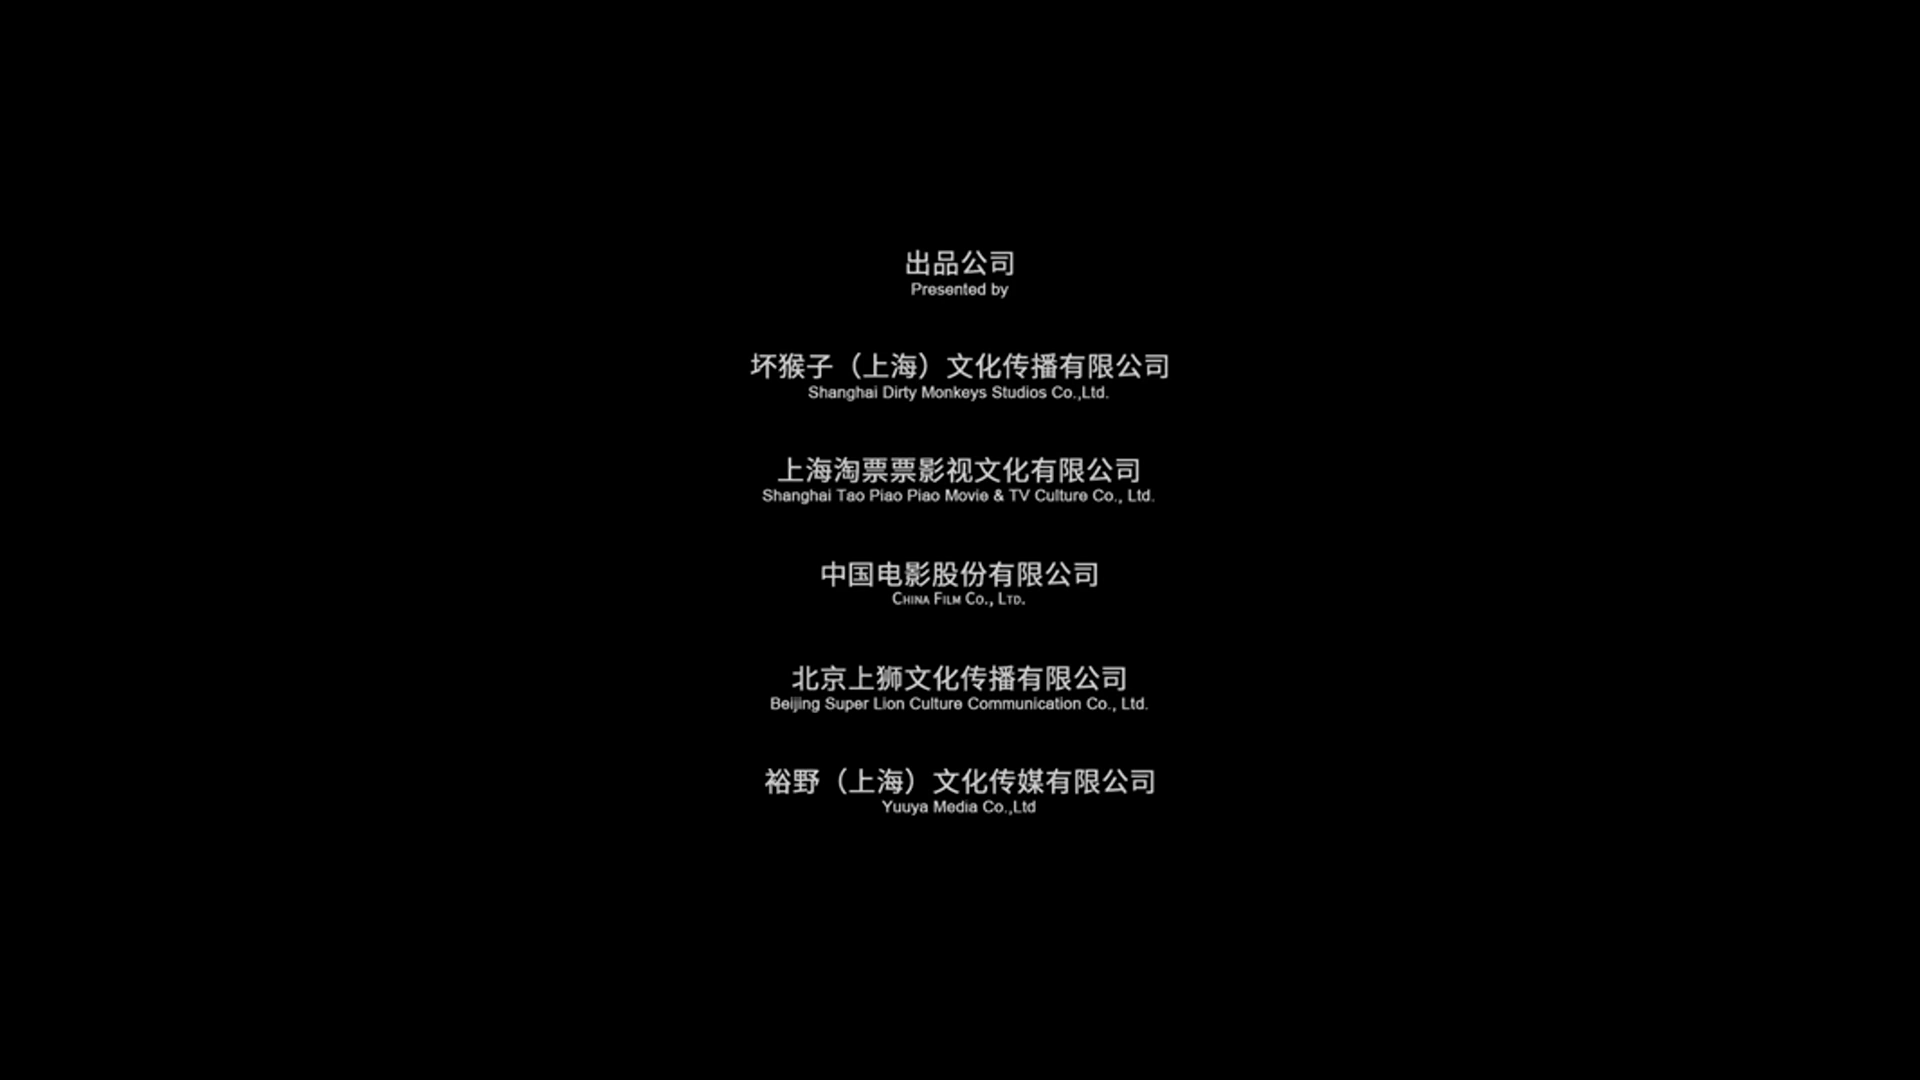 出品公司
Presented by
坏猴子（上海）文化传播有限公司
Shanghai Dirty Monkeys Studios Co.,Ltd.
上海淘票票影视文化有限公司
Shanghai Tao Piao Piao Movie & TV Culture Co., Ltd.
中国电影股份有限公司
CHINA FILM CO., LTD.
北京上狮文化传播有限公司
Beijing Super Lion Culture Communication Co., Ltd.
裕野（上海）文化传媒有限公司
Yuuya Media Co.,Ltd